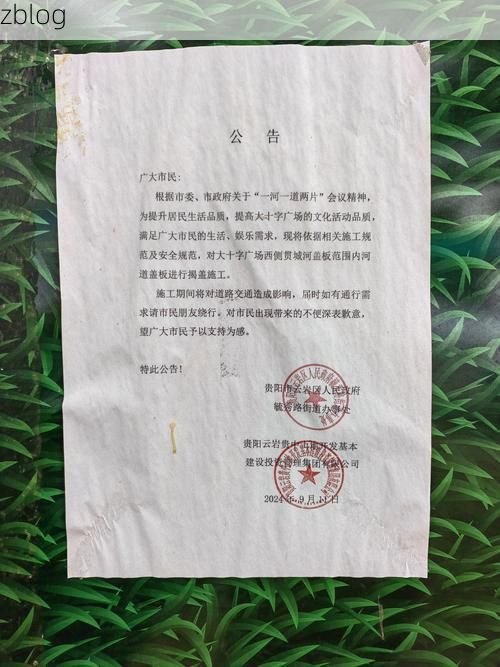 zblog
公 告
广大市民:
根据市委、市政府关于“一河一道两片”会议精神，
为提升居民生活品质，提高大十字广场的文化活动品质，
满足广大市民的生活、娱乐需求，现将依据相关施工规
范及安全规范，对大十字广场西侧贯城河盖板范围内河
道盖板进行揭盖施工。
施工期间将对道路交通造成影响，届时如有通行需
求请市民朋友绕行。对市民出现带来的不便深表歉意，
望广大市民予以支持为感。
特此公告！
贵阳市云岩区人民政府
毓秀路街道办事处
贵阳云岩贵中土地开发基本
建设投资管理集团有限公司
2024年9月11日